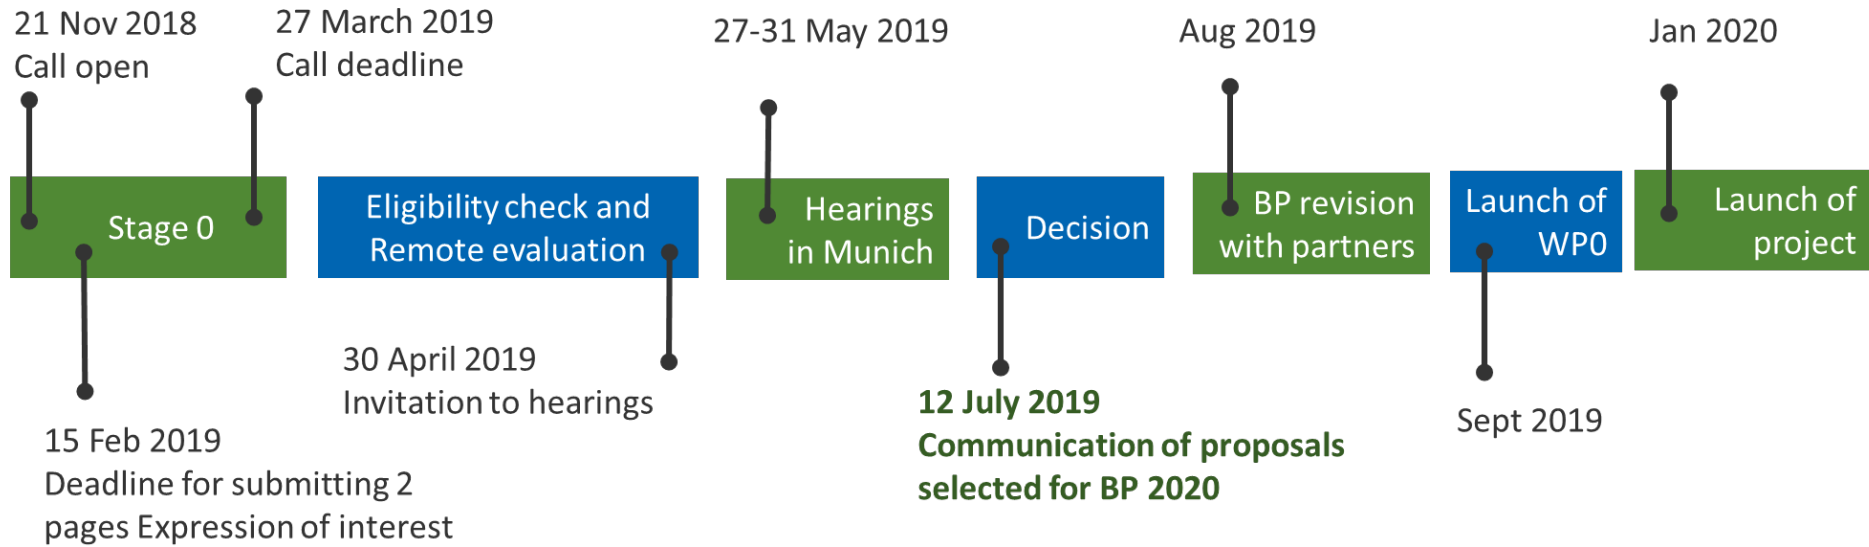 21 Nov 2018
Call open
27 March 2019
Call deadline
27-31 May 2019
Aug 2019
Jan 2020
Stage 0
Eligibility check and
Remote evaluation
Hearings
in Munich
Decision
BP revision
with partners
Launch of
WP0
Launch of
project
15 Feb 2019
Deadline for submitting 2
pages Expression of interest
30 April 2019
Invitation to hearings
12 July 2019
Communication of proposals
selected for BP 2020
Sept 2019